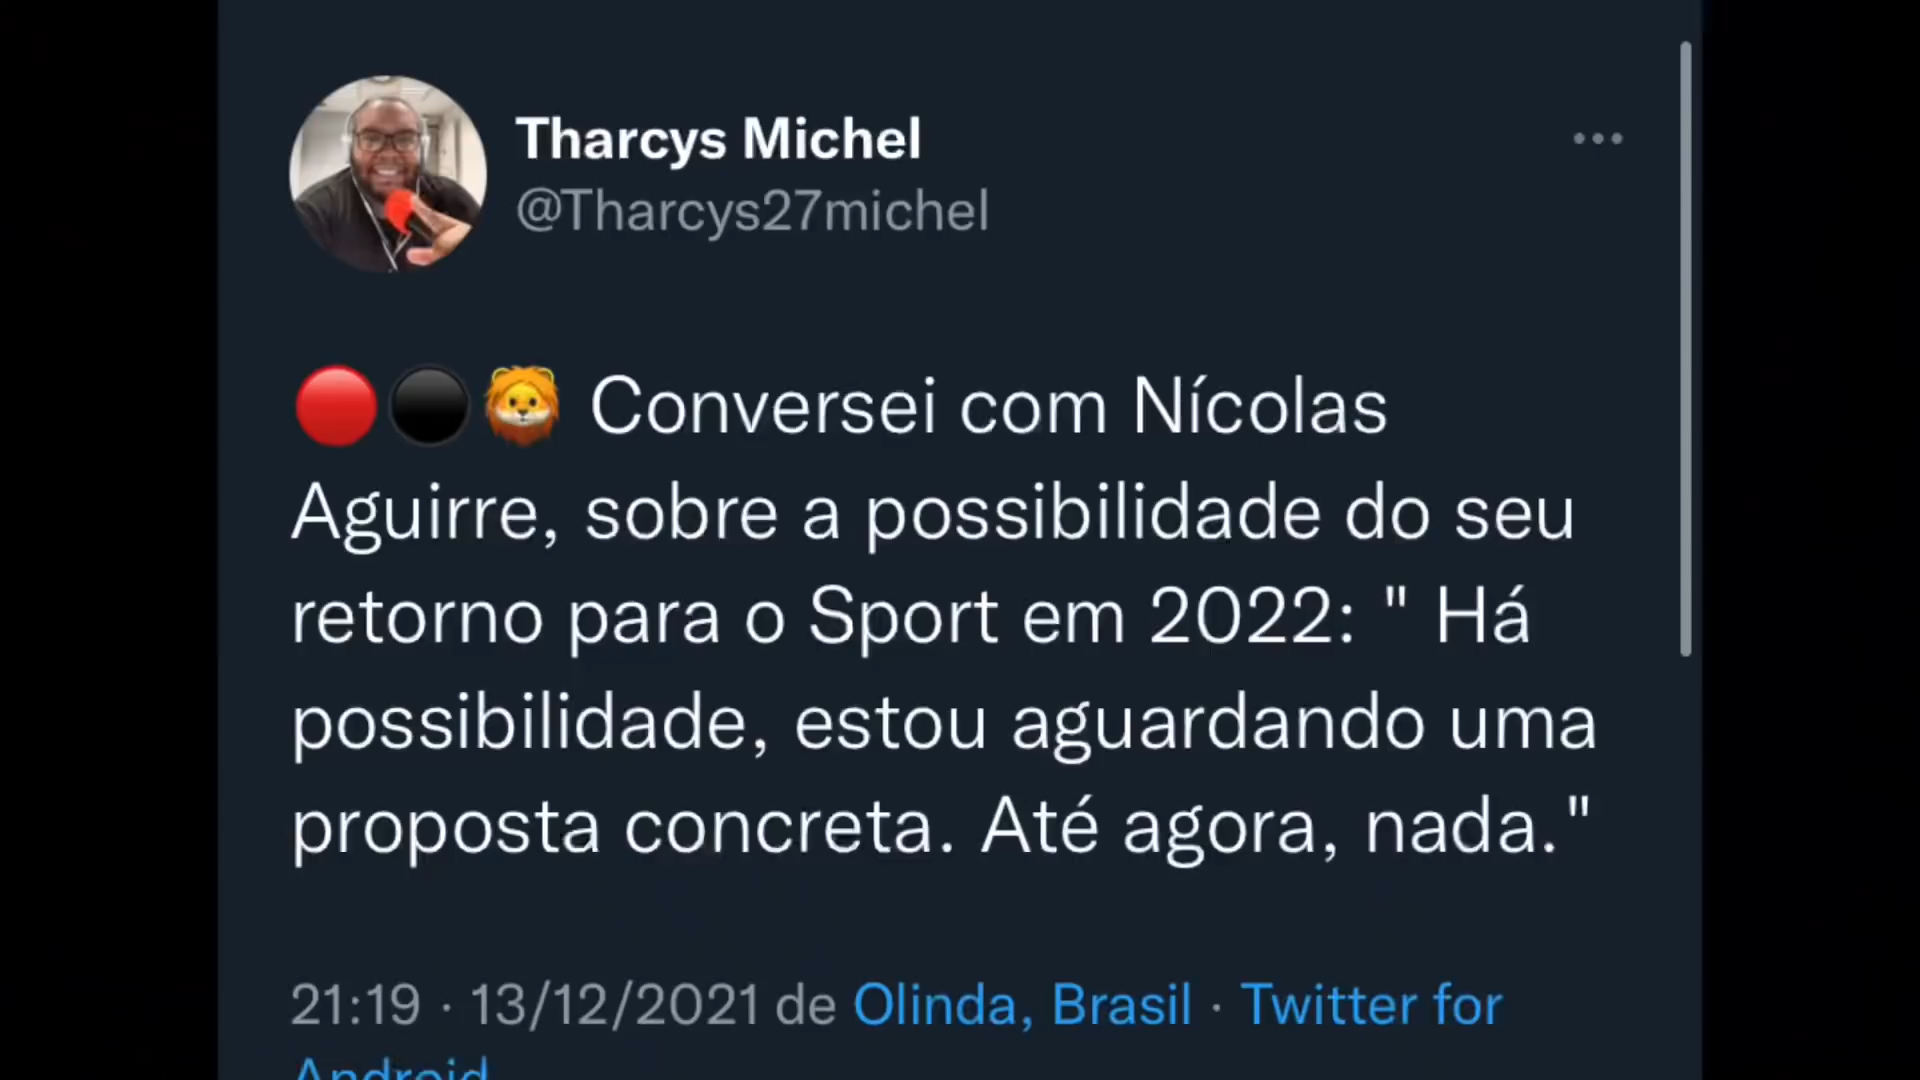 Tharcys Michel
@Tharcys27michel
🔴⚫🦁 Conversei com Nícolas
Aguirre, sobre a possibilidade do seu
retorno para o Sport em 2022: " Há
possibilidade, estou aguardando uma
proposta concreta. Até agora, nada."
21:19 · 13/12/2021 de Olinda, Brasil · Twitter for
Android